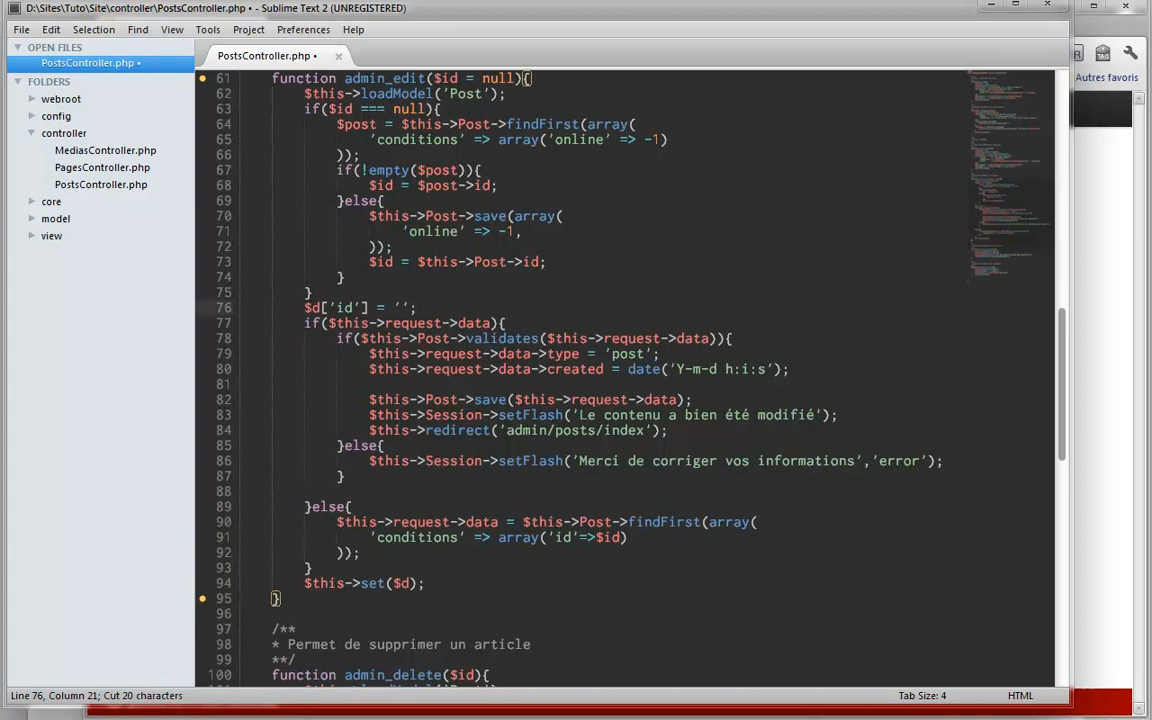 D:\Sites\Tuto\Site\controller\PostsController.php • - Sublime Text 2 (UNREGISTERED)
File Edit Selection Find View Tools Project Preferences Help
OPEN FILES
PostsController.php •
FOLDERS
webroot
config
controller
MediasController.php
PagesController.php
PostsController.php
core
model
view
PostsController.php •
Autres favoris
61 function admin_edit($id = null){
62 $this->loadModel('Post');
63 if($id === null){
64 $post = $this->Post->findFirst(array(
65 'conditions' => array('online' => -1)
66 ));
67 if(!empty($post)){
68 $id = $post->id;
69 }else{
70 $this->Post->save(array(
71 'online' => -1,
72 ));
73 $id = $this->Post->id;
74 }
75 }
76 $d['id'] = '';
77 if($this->request->data){
78 if($this->Post->validates($this->request->data)){
79 $this->request->data->type = 'post';
80 $this->request->data->created = date('Y-m-d h:i:s');
81
82 $this->Post->save($this->request->data);
83 $this->Session->setFlash('Le contenu a bien été modifié');
84 $this->redirect('admin/posts/index');
85 }else{
86 $this->Session->setFlash('Merci de corriger vos informations','error');
87 }
88
89 }else{
90 $this->request->data = $this->Post->findFirst(array(
91 'conditions' => array('id'=>$id)
92 ));
93 }
94 $this->set($d);
95 }
96
97 /**
98 * Permet de supprimer un article
99 **/
100 function admin_delete($id){
Line 76, Column 21; Cut 20 characters
Tab Size: 4
HTML